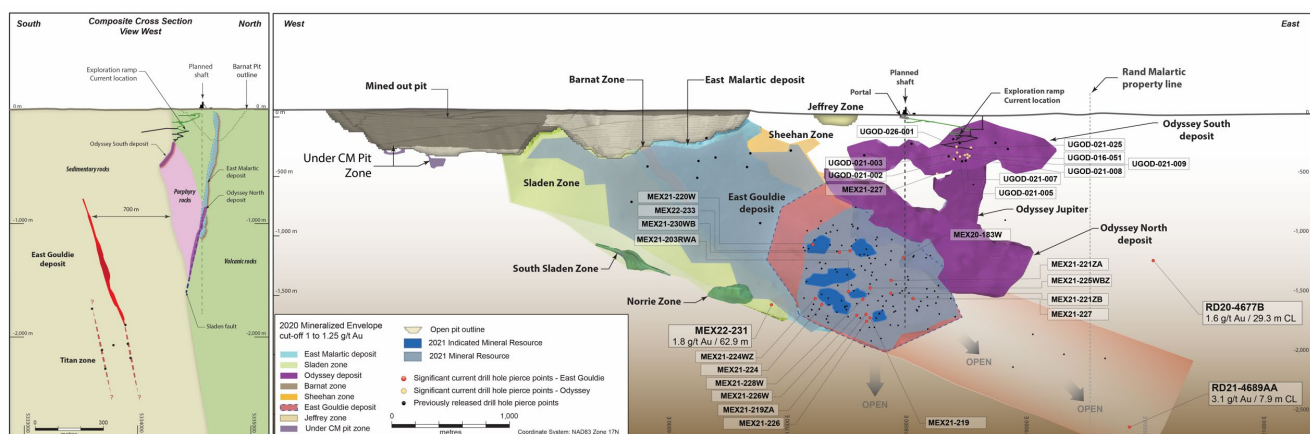 South
Composite Cross Section
View West
North
Exploration ramp
Current location
Planned
shaft
Barnat Pit
outline
0 m
0 m
Odyssey South
deposit
Sedimentary rocks
Porphyry
rocks
East Malartic
deposit
Odyssey North
deposit
-500 m
-1,000 m
700 m
East Gouldie
deposit
Volcanic rocks
-1,500 m
Sladen fault
-2,000 m
-2,000 m
?
?
Titan zone
?
?
0
300
metres
West
East
Mined out pit
Barnat Zone
East Malartic deposit
Jeffrey Zone
Portal
Planned
shaft
Exploration ramp
Current location
Rand Malartic
property line
0 m
0 m
Under CM Pit
Zone
Sheehan Zone
UGOD-026-001
Odyssey South
deposit
UGOD-021-025
UGOD-016-051
UGOD-021-009
UGOD-021-008
UGOD-021-007
UGOD-021-005
UGOD-021-003
UGOD-021-002
MEX21-227
-500 m
-500 m
Sladen Zone
MEX21-220W
MEX22-233
MEX21-230WB
MEX21-203RWA
East Gouldie
deposit
Odyssey Jupiter
MEX20-183W
Odyssey North
deposit
-1,000 m
-1,000 m
South Sladen Zone
MEX21-221ZA
MEX21-225WBZ
MEX21-221ZB
MEX21-227
Norrie Zone
-1,500 m
-1,500 m
RD20-4677B
1.6 g/t Au / 29.3 m CL
MEX22-231
1.8 g/t Au / 62.9 m
MEX21-224WZ
MEX21-224
MEX21-228W
MEX21-226W
MEX21-219ZA
MEX21-226
MEX21-219
OPEN
OPEN
OPEN
-2,000 m
RD21-4689AA
3.1 g/t Au / 7.9 m CL
-2,500 m
2020 Mineralized Envelope
cut-off 1 to 1.25 g/t Au
East Malartic deposit
Sladen zone
Odyssey deposit
Barnat zone
Sheehan zone
East Gouldie deposit
Jeffrey zone
Under CM pit zone
Open pit outline
2021 Indicated Mineral Resource
2021 Mineral Resource
Significant current drill hole pierce points - East Gouldie
Significant current drill hole pierce points - Odyssey
Previously released drill hole pierce points
0
1,000
metres
Coordinate System: NAD83 Zone 17N